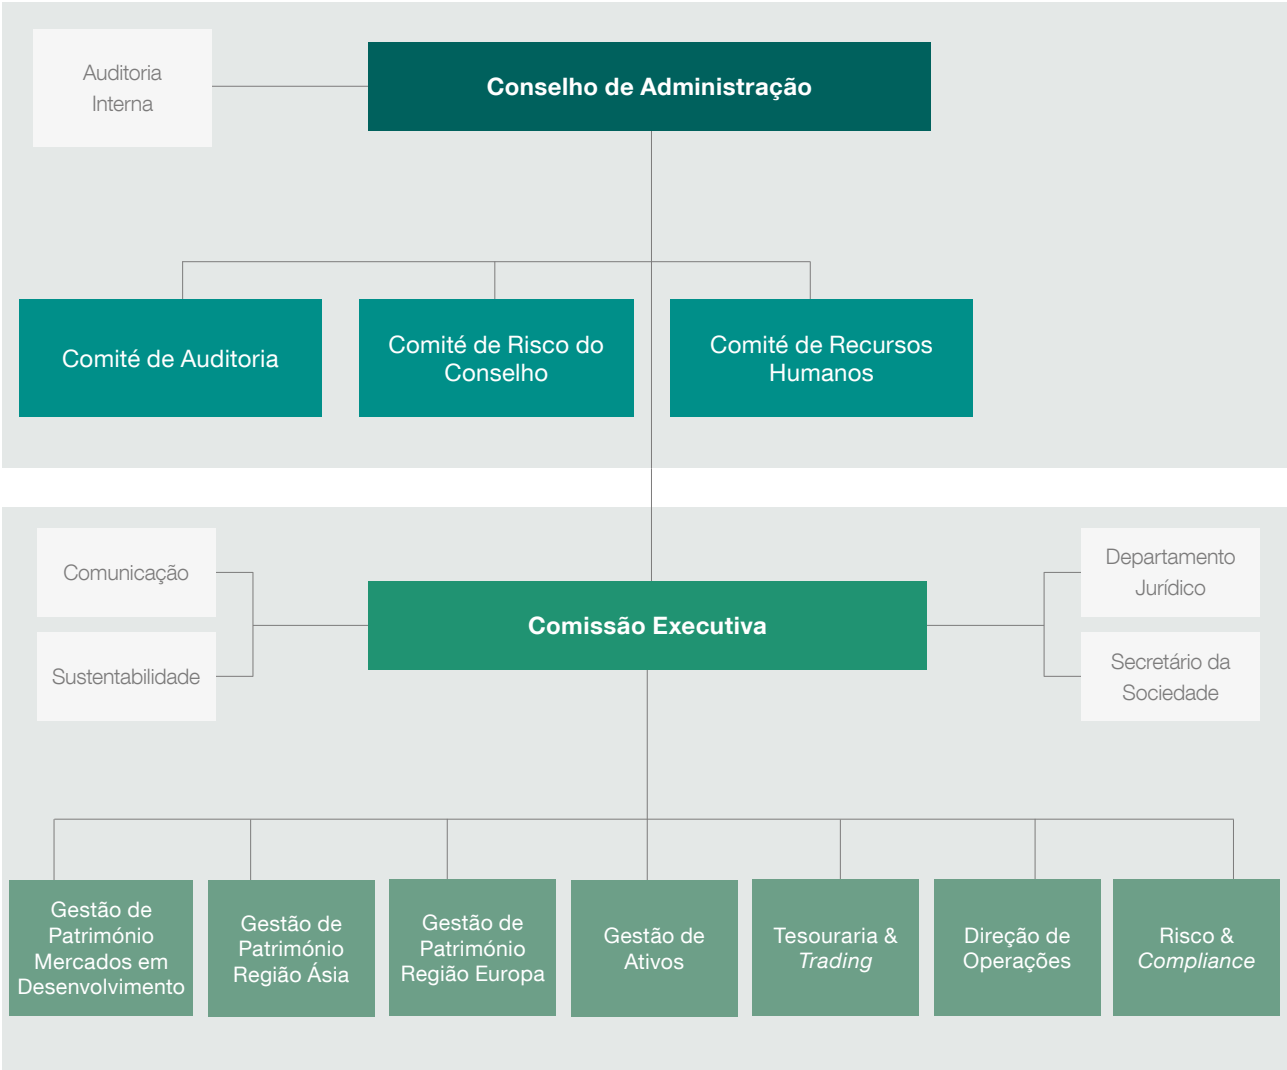 Auditoria
Interna
Conselho de Administração
Comité de Auditoria
Comité de Risco do
Conselho
Comité de Recursos
Humanos
Comunicação
Sustentabilidade
Comissão Executiva
Departamento
Jurídico
Secretário da
Sociedade
Gestão de
Património
Mercados em
Desenvolvimento
Gestão de
Património
Região Ásia
Gestão de
Património
Região Europa
Gestão de
Ativos
Tesouraria &
Trading
Direção de
Operações
Risco &
Compliance